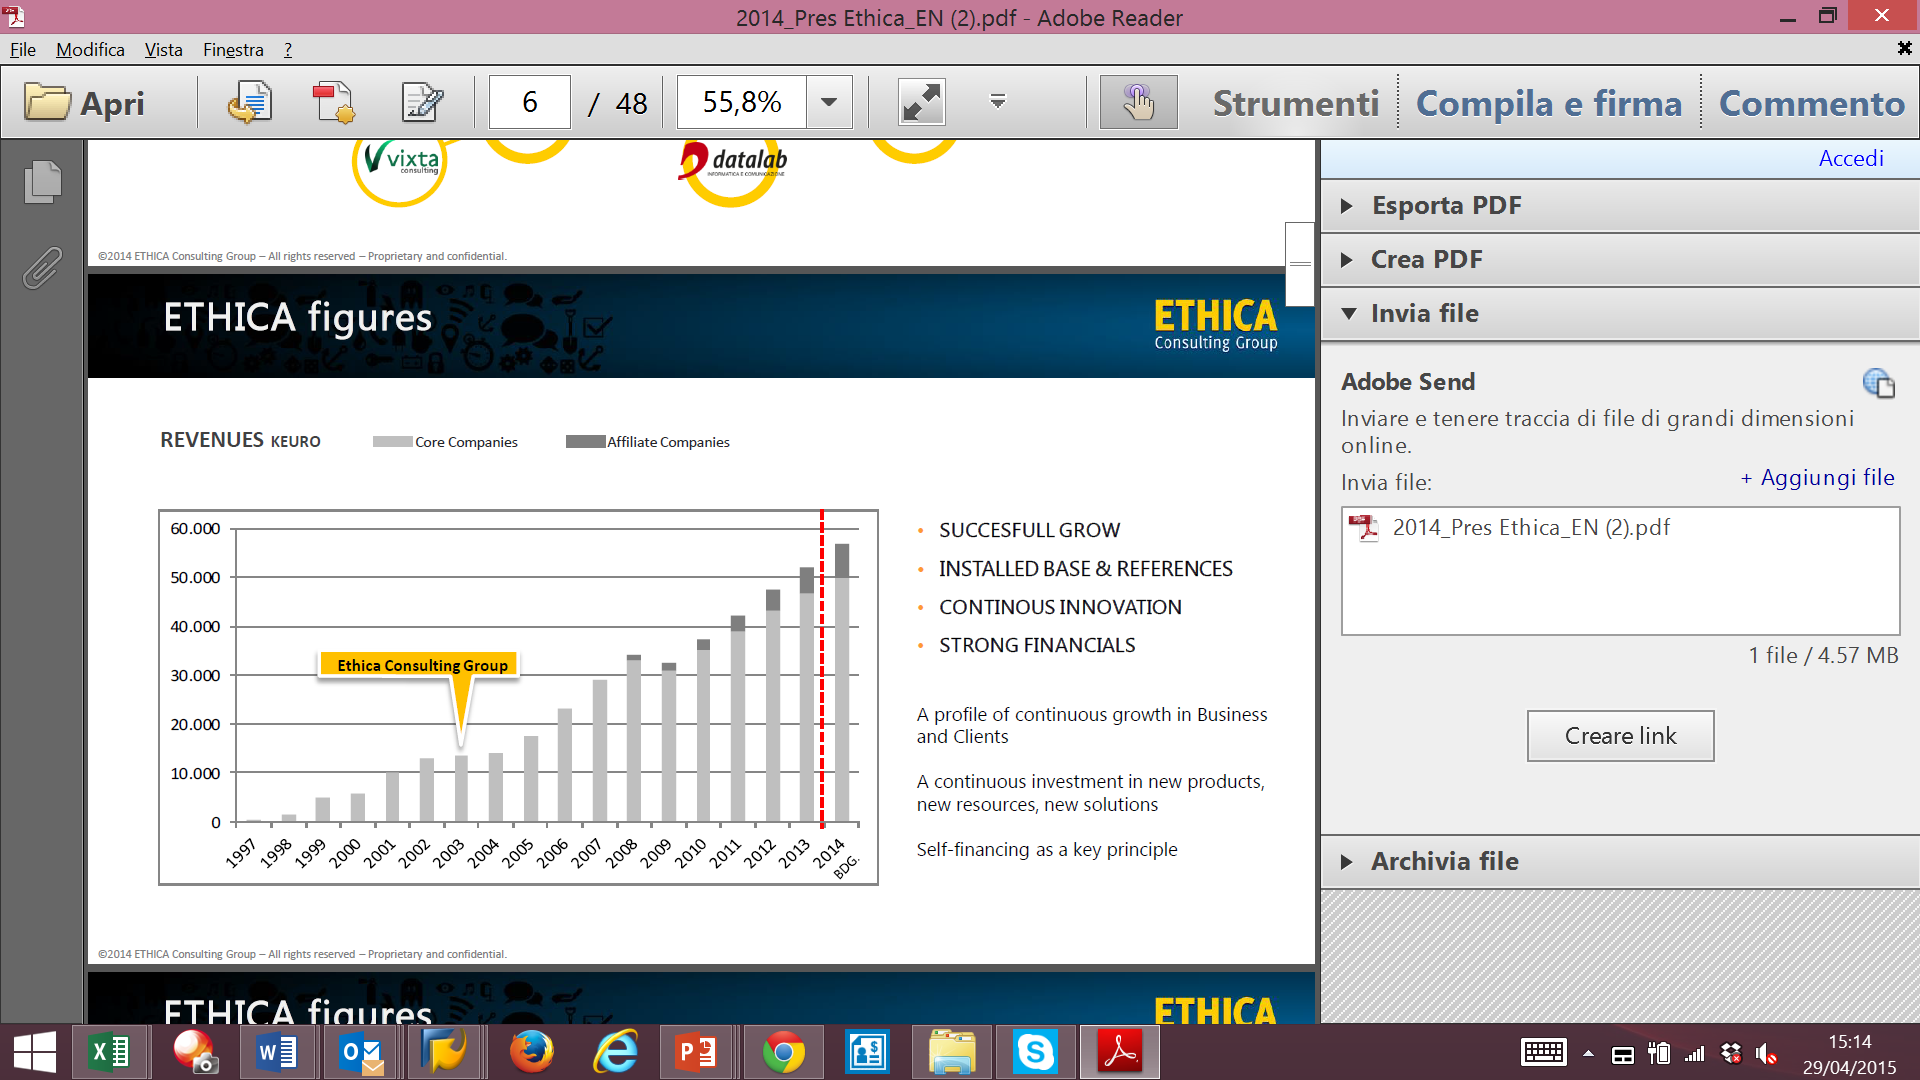 2014_Pres Ethica_EN (2).pdf - Adobe Reader
File Modifica Vista Finestra ?
Apri
6 / 48
55,8%
Strumenti
Compila e firma
Commento
vixta
consulting
datalab
INFORMATICA E COMUNICAZIONE
©2014 ETHICA Consulting Group – All rights reserved – Proprietary and confidential.
ETHICA figures
ETHICA
Consulting Group
REVENUES KEURO
Core Companies
Affiliate Companies
60.000
50.000
40.000
30.000
20.000
10.000
0
Ethica Consulting Group
1997
1998
1999
2000
2001
2002
2003
2004
2005
2006
2007
2008
2009
2010
2011
2012
2013
2014
BDG.
• SUCCESFULL GROW
• INSTALLED BASE & REFERENCES
• CONTINOUS INNOVATION
• STRONG FINANCIALS
A profile of continuous growth in Business
and Clients
A continuous investment in new products,
new resources, new solutions
Self-financing as a key principle
©2014 ETHICA Consulting Group – All rights reserved – Proprietary and confidential.
ETHICA figures
ETHICA
Accedi
Esporta PDF
Crea PDF
Invia file
Adobe Send
Inviare e tenere traccia di file di grandi dimensioni
online.
Invia file:
+ Aggiungi file
2014_Pres Ethica_EN (2).pdf
1 file / 4.57 MB
Creare link
Archivia file
15:14
29/04/2015